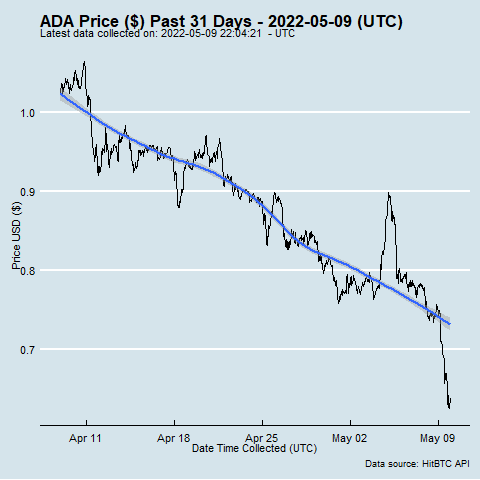 ADA Price ($) Past 31 Days - 2022-05-09 (UTC)
Latest data collected on: 2022-05-09 22:04:21 - UTC
Price USD ($)
1.0
0.9
0.8
0.7
Apr 11 Apr 18 Apr 25 May 02 May 09
Date Time Collected (UTC)
Data source: HitBTC API